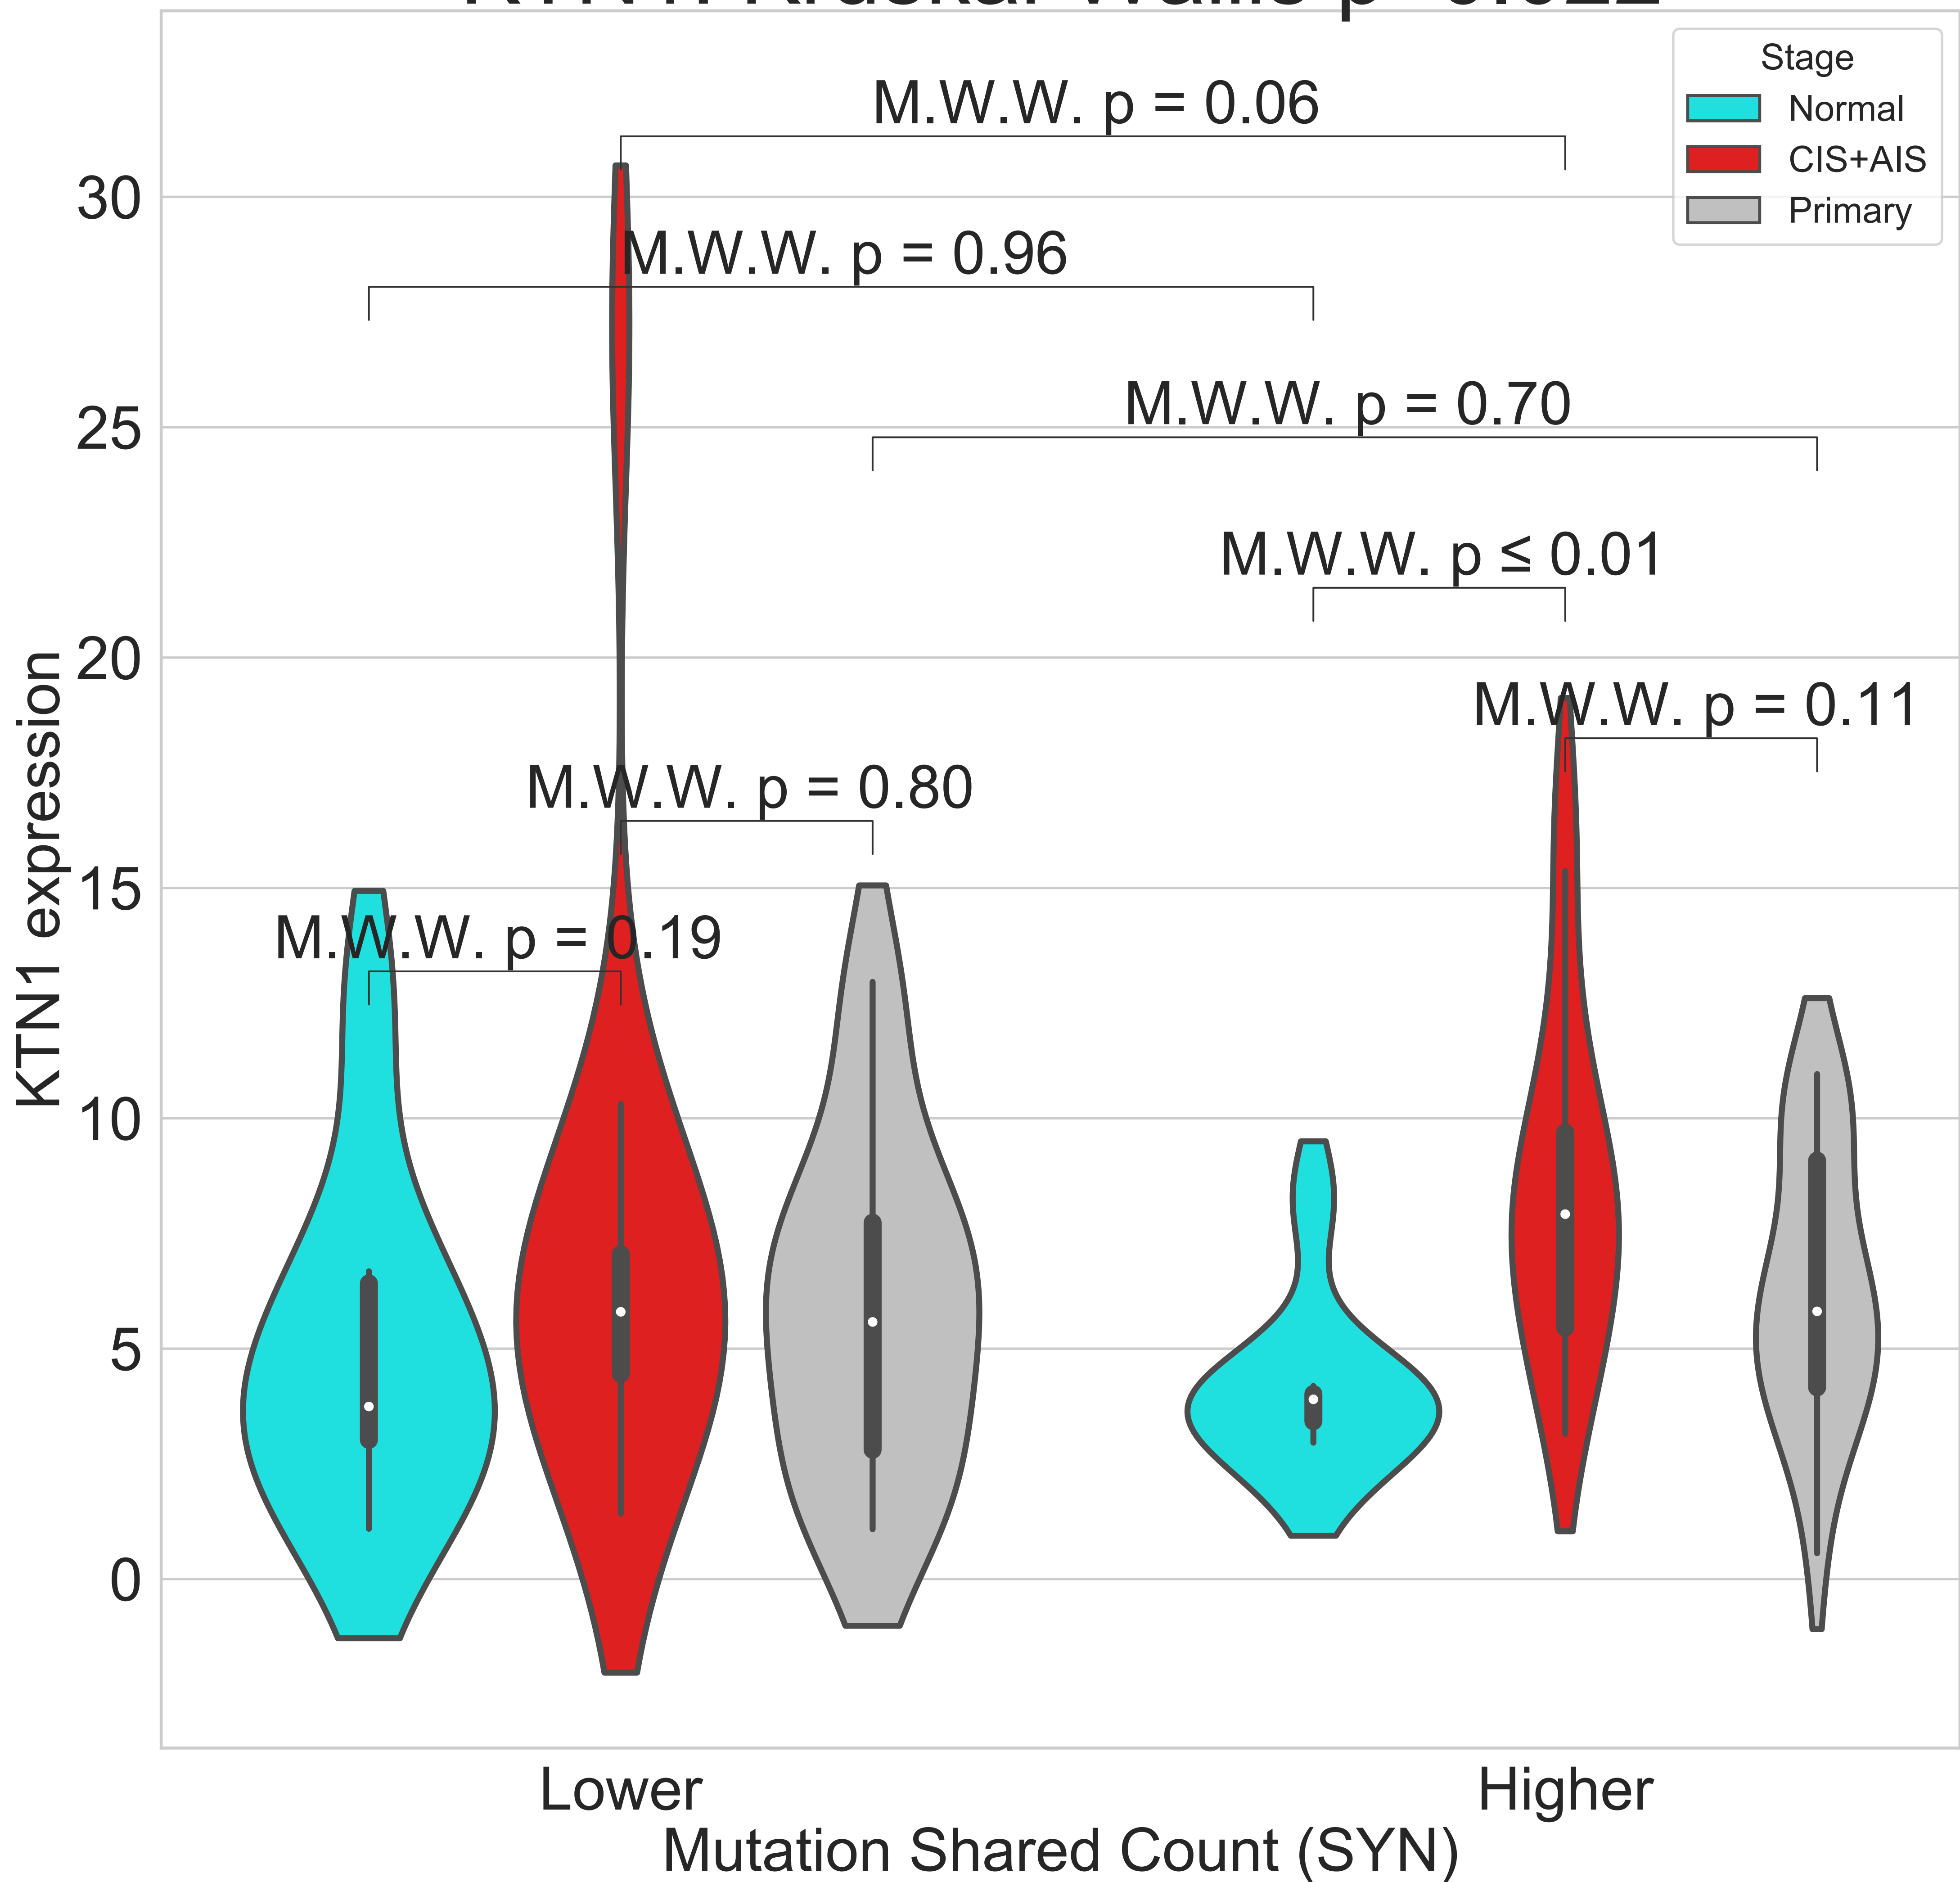 Stage
Normal
CIS+AIS
Primary
M.W.W. p = 0.06
M.W.W. p = 0.96
M.W.W. p = 0.70
M.W.W. p ≤ 0.01
M.W.W. p = 0.11
M.W.W. p = 0.80
M.W.W. p = 0.19
30
25
20
15
10
5
0
KTN1 expression
Lower
Higher
Mutation Shared Count (SYN)